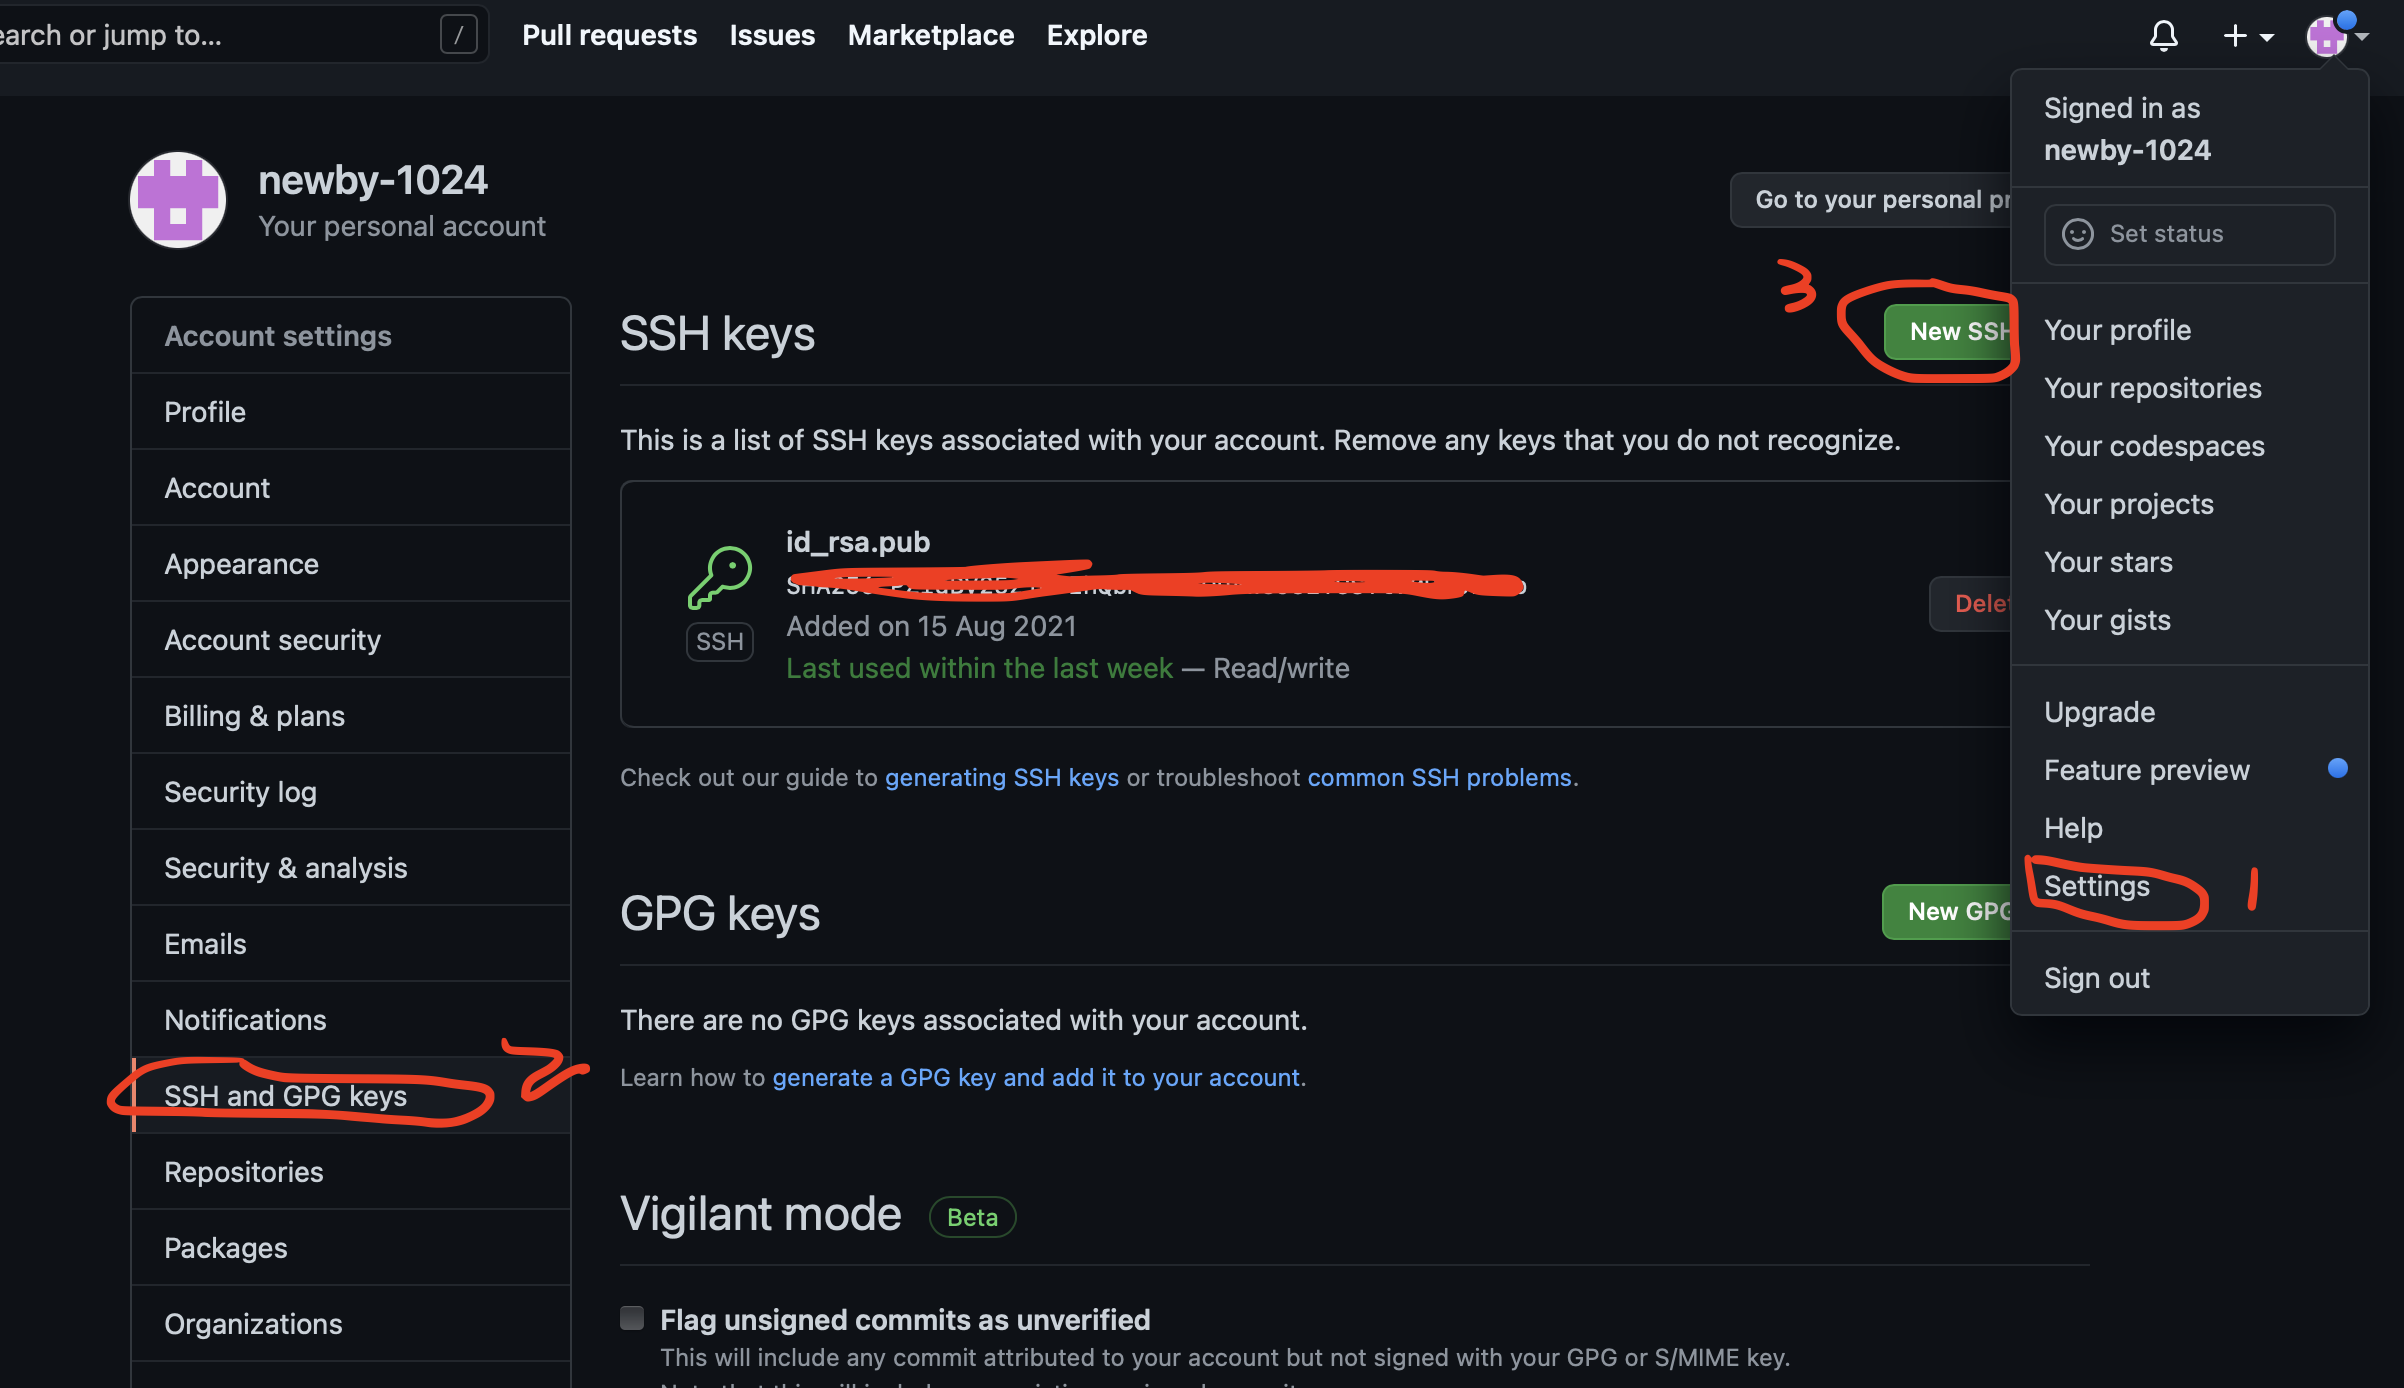 earch or jump to...
/
Pull requests
Issues
Marketplace
Explore
newby-1024
Your personal account
Go to your personal pr
Account settings
Profile
Account
Appearance
Account security
Billing & plans
Security log
Security & analysis
Emails
Notifications
SSH and GPG keys
2
Repositories
Packages
Organizations
SSH keys
3
New SSH
This is a list of SSH keys associated with your account. Remove any keys that you do not recognize.
id_rsa.pub
SSH
Added on 15 Aug 2021
Last used within the last week — Read/write
Delet
Check out our guide to generating SSH keys or troubleshoot common SSH problems.
GPG keys
New GPG
There are no GPG keys associated with your account.
Learn how to generate a GPG key and add it to your account.
Vigilant mode
Beta
Flag unsigned commits as unverified
This will include any commit attributed to your account but not signed with your GPG or S/MIME key.
Signed in as
newby-1024
Set status
Your profile
Your repositories
Your codespaces
Your projects
Your stars
Your gists
Upgrade
Feature preview
Help
Settings
1
Sign out